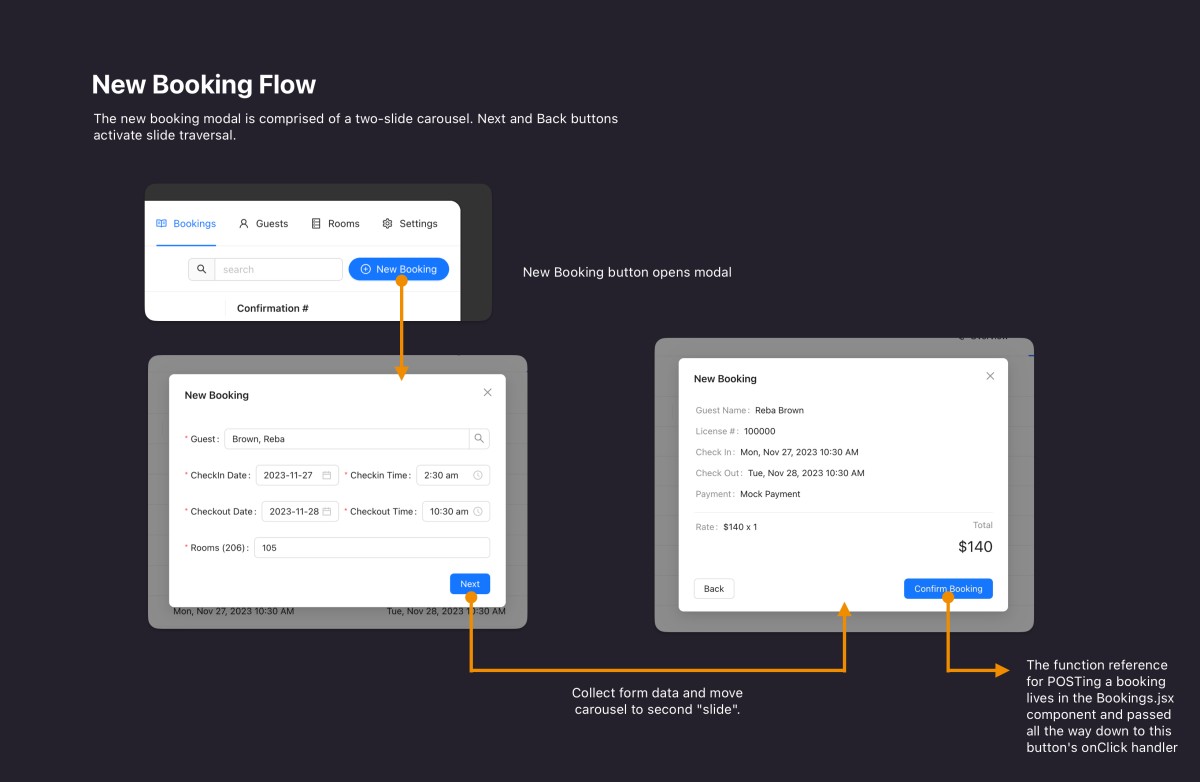 New Booking Flow
The new booking modal is comprised of a two-slide carousel. Next and Back buttons
activate slide traversal.
Bookings Guests Rooms Settings
search New Booking
Confirmation #
New Booking button opens modal
New Booking
* Guest : Brown, Reba
* CheckIn Date : 2023-11-27 * Checkin Time : 2:30 am
* Checkout Date : 2023-11-28 * Checkout Time : 10:30 am
* Rooms (206) : 105
Next
Mon, Nov 27, 2023 10:30 AM Tue, Nov 28, 2023 10:30 AM
New Booking
Guest Name : Reba Brown
License # : 100000
Check In : Mon, Nov 27, 2023 10:30 AM
Check Out : Tue, Nov 28, 2023 10:30 AM
Payment : Mock Payment
Rate : $140 x 1 Total
$140
Back Confirm Booking
Collect form data and move
carousel to second "slide".
The function reference
for POSTing a booking
lives in the Bookings.jsx
component and passed
all the way down to this
button's onClick handler